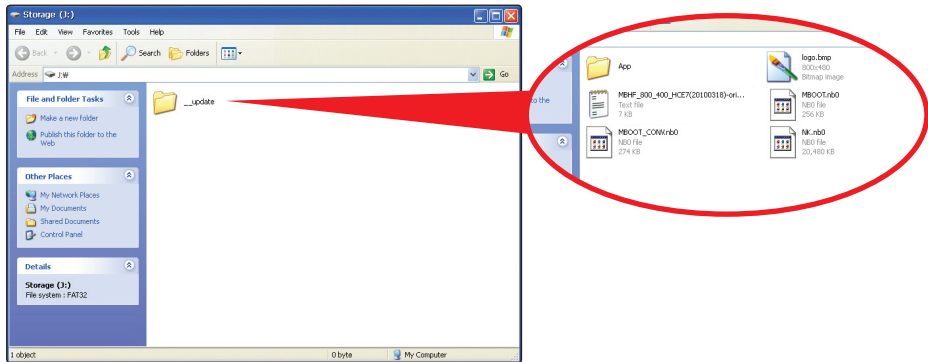 Storage (J:)
File Edit View Favorites Tools Help
Back Search Folders
Address J:₩ Go
File and Folder Tasks
Make a new folder
Publish this folder to the
Web
Other Places
My Network Places
My Documents
Shared Documents
Control Panel
Details
Storage (J:)
File system : FAT32
__update
1 object 0 byte My Computer
to the
App
logo.bmp
800x480
Bitmap Image
MBHF_800_400_HCE7(20100318)-ori...
Text file
7 KB
MBOOT.nb0
NB0 file
256 KB
MBOOT_CONV.nb0
NB0 file
274 KB
NK.nb0
NB0 file
20,480 KB